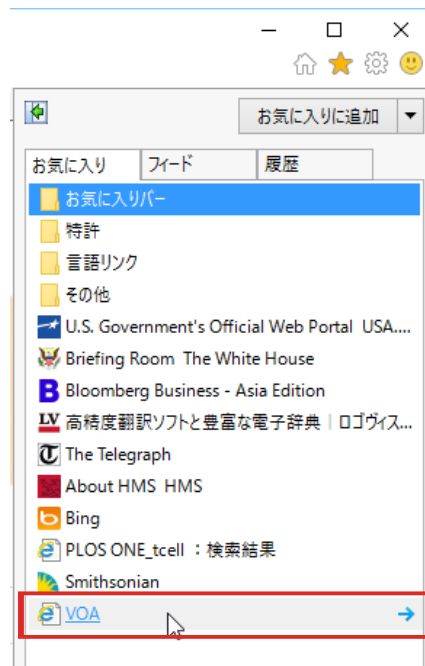 お気に入りに追加
お気に入り フィード 履歴
お気に入りバー
特許
言語リンク
その他
U.S. Government's Official Web Portal USA....
Briefing Room The White House
B Bloomberg Business - Asia Edition
LV 高精度翻訳ソフトと豊富な電子辞典｜ロゴヴィス...
T The Telegraph
About HMS HMS
b Bing
e PLOS ONE_tcell ：検索結果
Smithsonian
e VOA